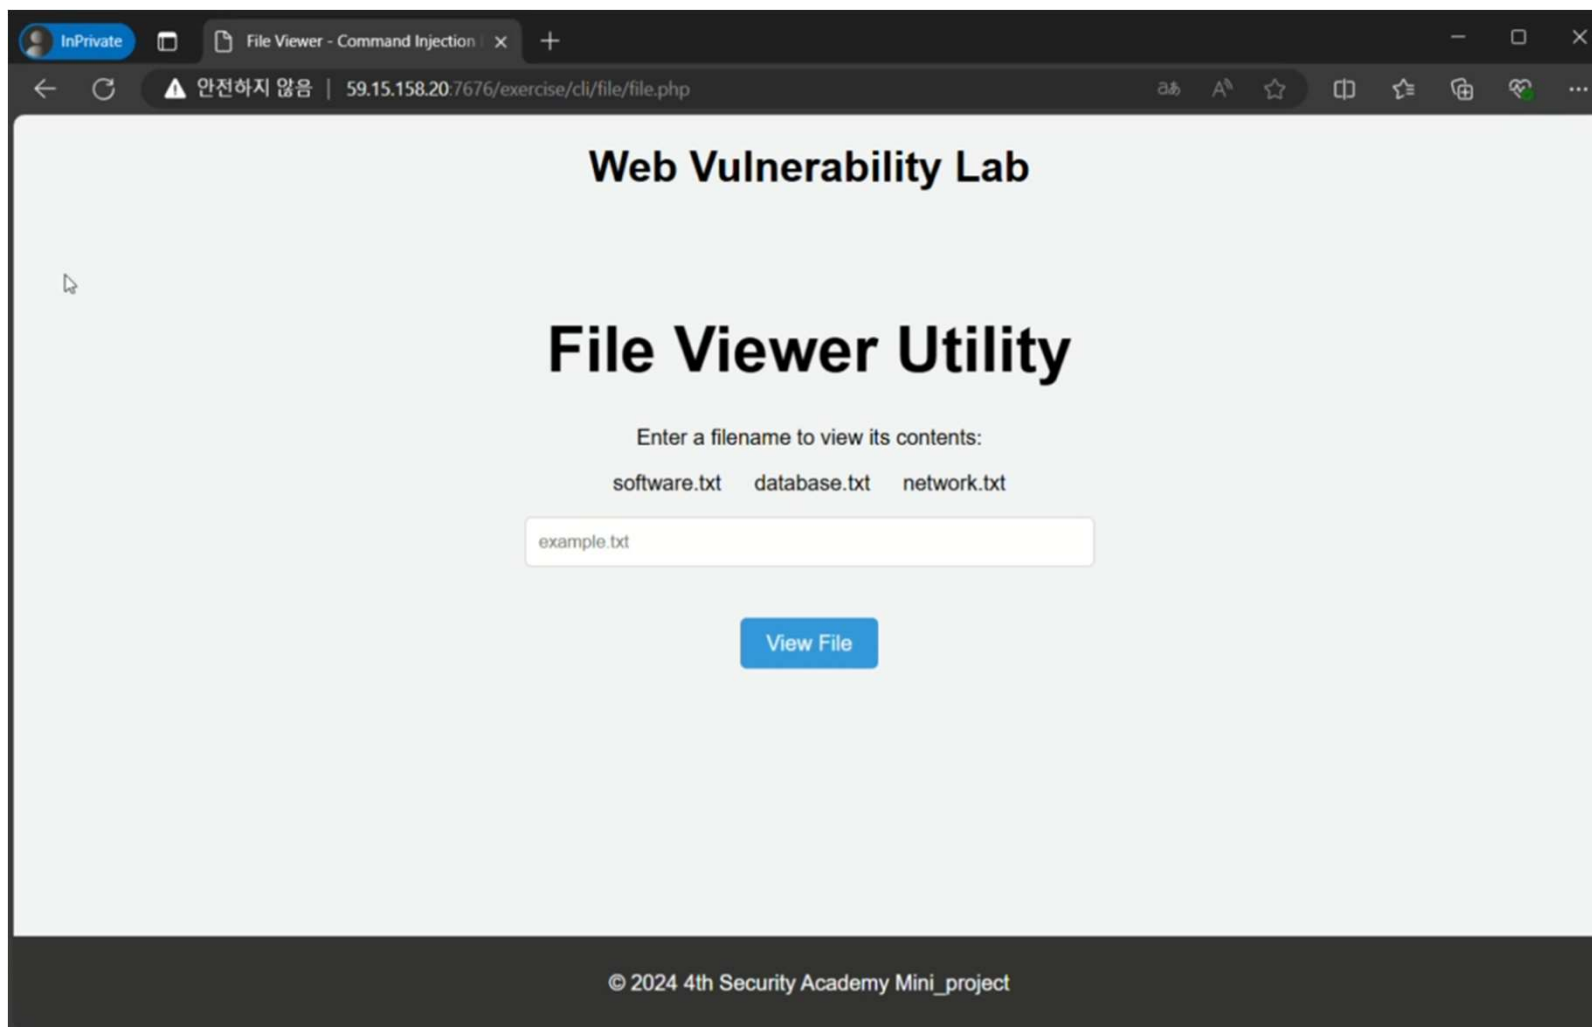 InPrivate
File Viewer - Command Injection
안전하지 않음 | 59.15.158.20:7676/exercise/cli/file/file.php
Web Vulnerability Lab
File Viewer Utility
Enter a filename to view its contents:
software.txt database.txt network.txt
example.txt
View File
© 2024 4th Security Academy Mini_project